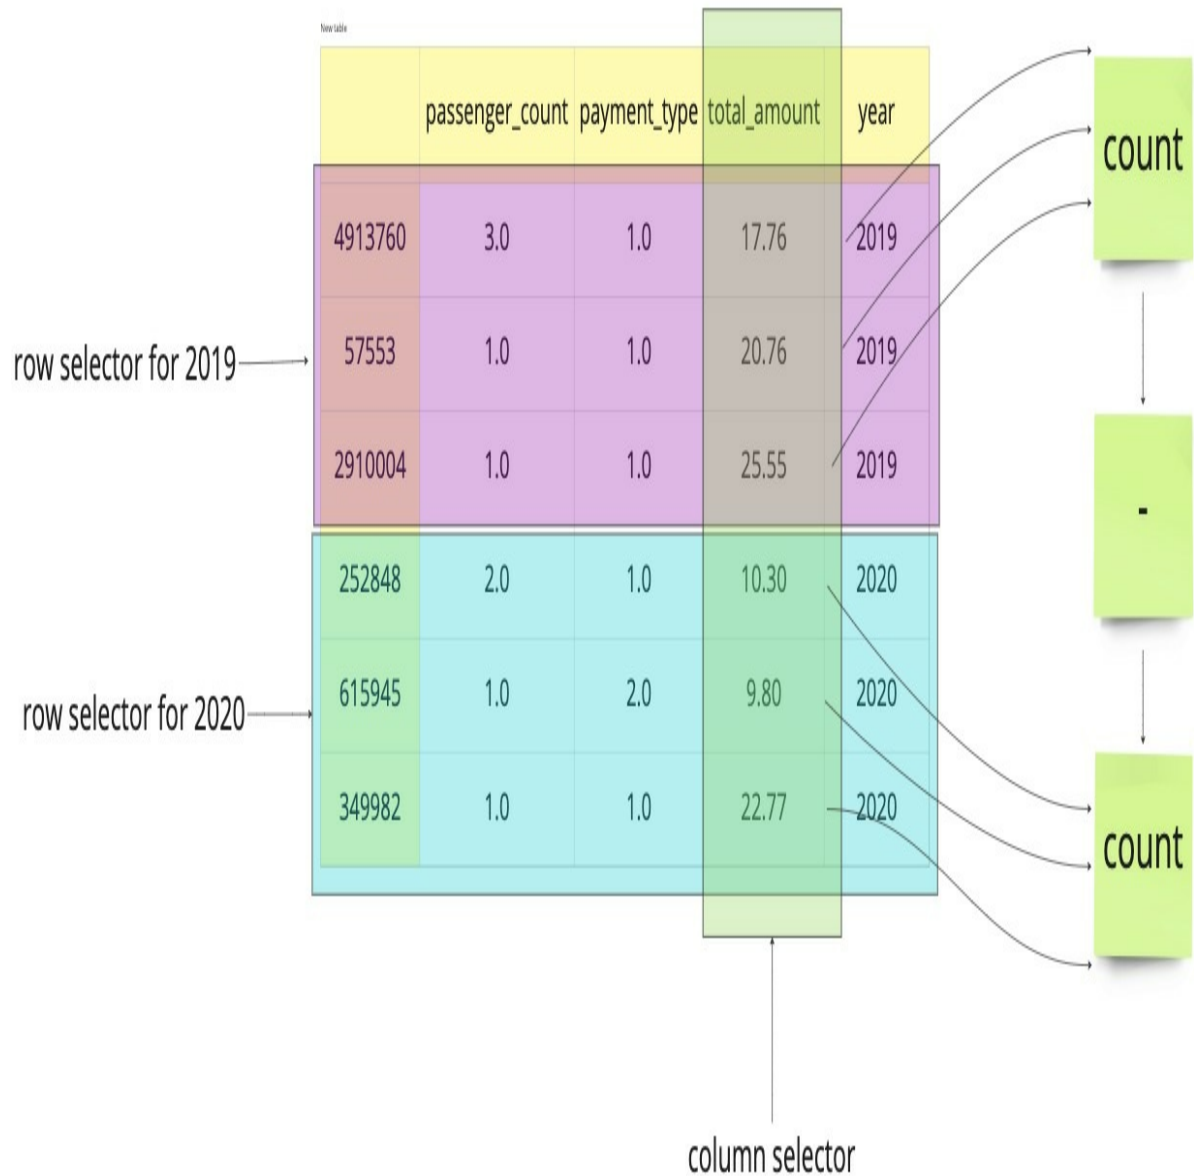 New table
passenger_count payment_type total_amount year
count
4913760 3.0 1.0 17.76 2019
row selector for 2019
57553 1.0 1.0 20.76 2019
2910004 1.0 1.0 25.55 2019
-
252848 2.0 1.0 10.30 2020
row selector for 2020
615945 1.0 2.0 9.80 2020
349982 1.0 1.0 22.77 2020
count
column selector